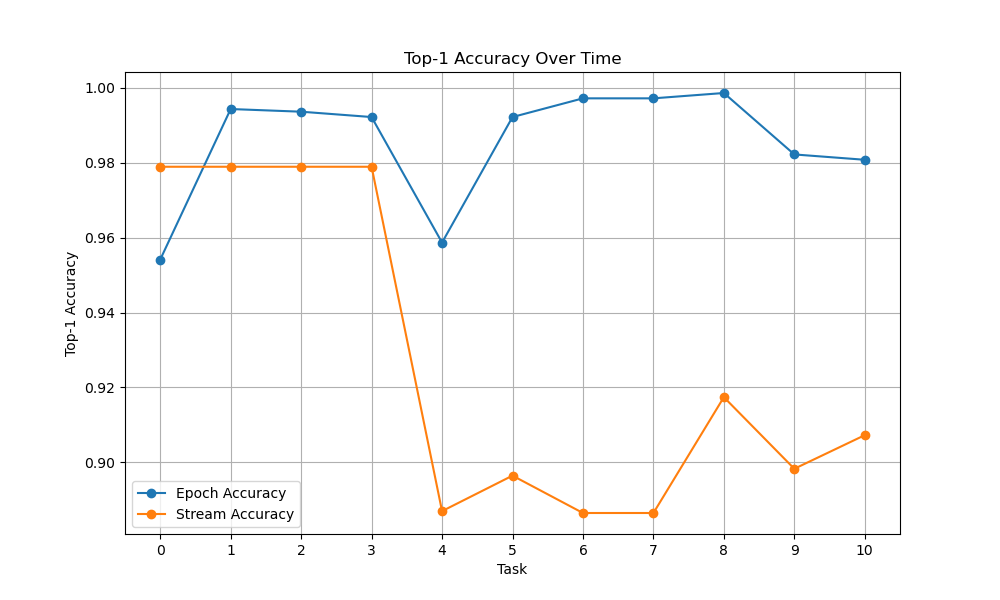 Top-1 Accuracy Over Time
1.00
0.98
0.96
0.94
0.92
0.90
Top-1 Accuracy
Epoch Accuracy
Stream Accuracy
0 1 2 3 4 5 6 7 8 9 10
Task